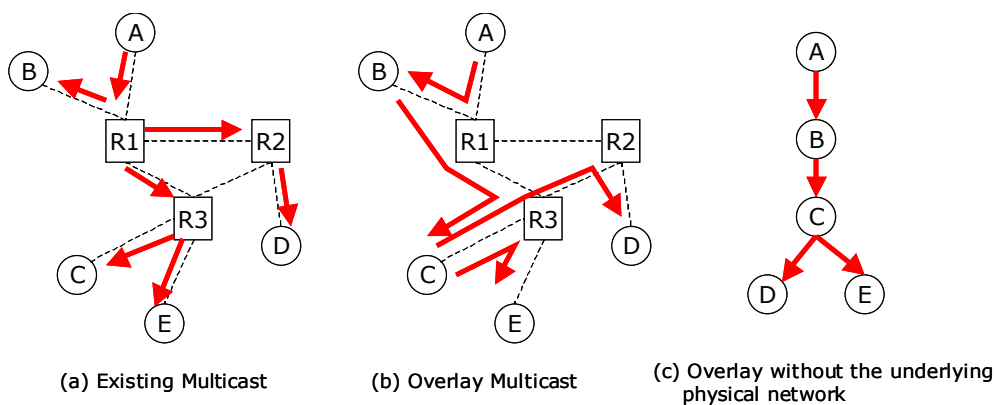 A
B
R1
R2
R3
C
D
E
(a) Existing Multicast
A
B
R1
R2
R3
C
D
E
(b) Overlay Multicast
A
B
C
D
E
(c) Overlay without the underlying
physical network